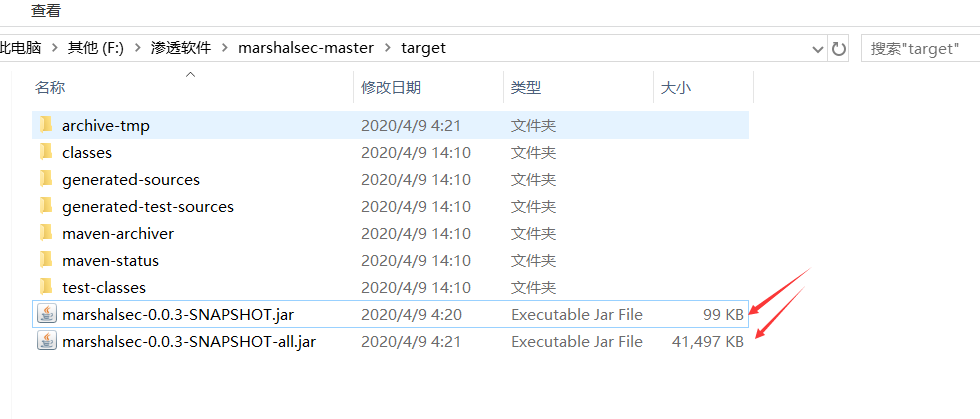 查看
此电脑 > 其他 (F:) > 渗透软件 > marshalsec-master > target 搜索"target"
名称 修改日期 类型 大小
archive-tmp 2020/4/9 4:21 文件夹
classes 2020/4/9 14:10 文件夹
generated-sources 2020/4/9 14:10 文件夹
generated-test-sources 2020/4/9 14:10 文件夹
maven-archiver 2020/4/9 14:10 文件夹
maven-status 2020/4/9 14:10 文件夹
test-classes 2020/4/9 14:10 文件夹
marshalsec-0.0.3-SNAPSHOT.jar 2020/4/9 4:20 Executable Jar File 99 KB
marshalsec-0.0.3-SNAPSHOT-all.jar 2020/4/9 4:21 Executable Jar File 41,497 KB